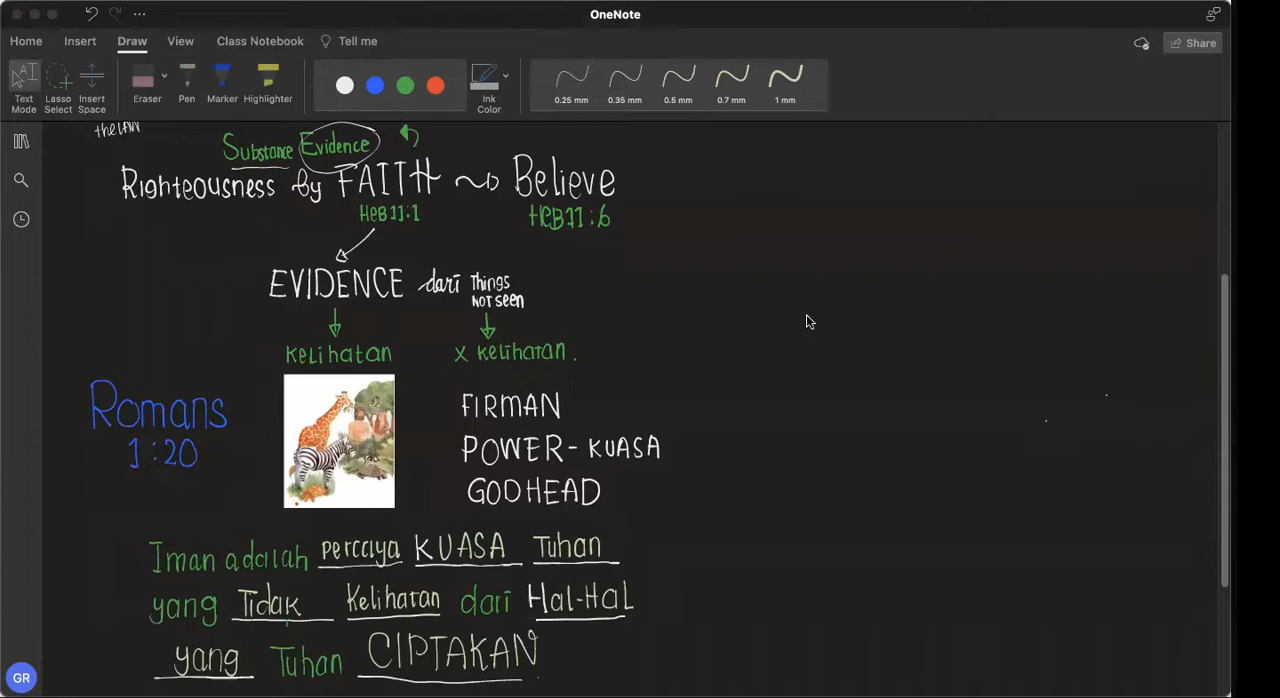 OneNote
Home Insert Draw View Class Notebook Tell me
Share
Text Mode
Lasso Select
Insert Space
Eraser
Pen
Marker
Highlighter
Ink Color
0.25 mm
0.35 mm
0.5 mm
0.7 mm
1 mm
the LAW
Substance Evidence
Righteousness by FAITH Believe
HEB 11:1
HEB 11:6
EVIDENCE dari Things not seen
Kelihatan
x kelihatan.
Romans
1:20
FIRMAN
POWER - KUASA
GODHEAD
Iman adalah percaya KUASA Tuhan
yang Tidak Kelihatan dari Hal-Hal
yang Tuhan CIPTAKAN
GR